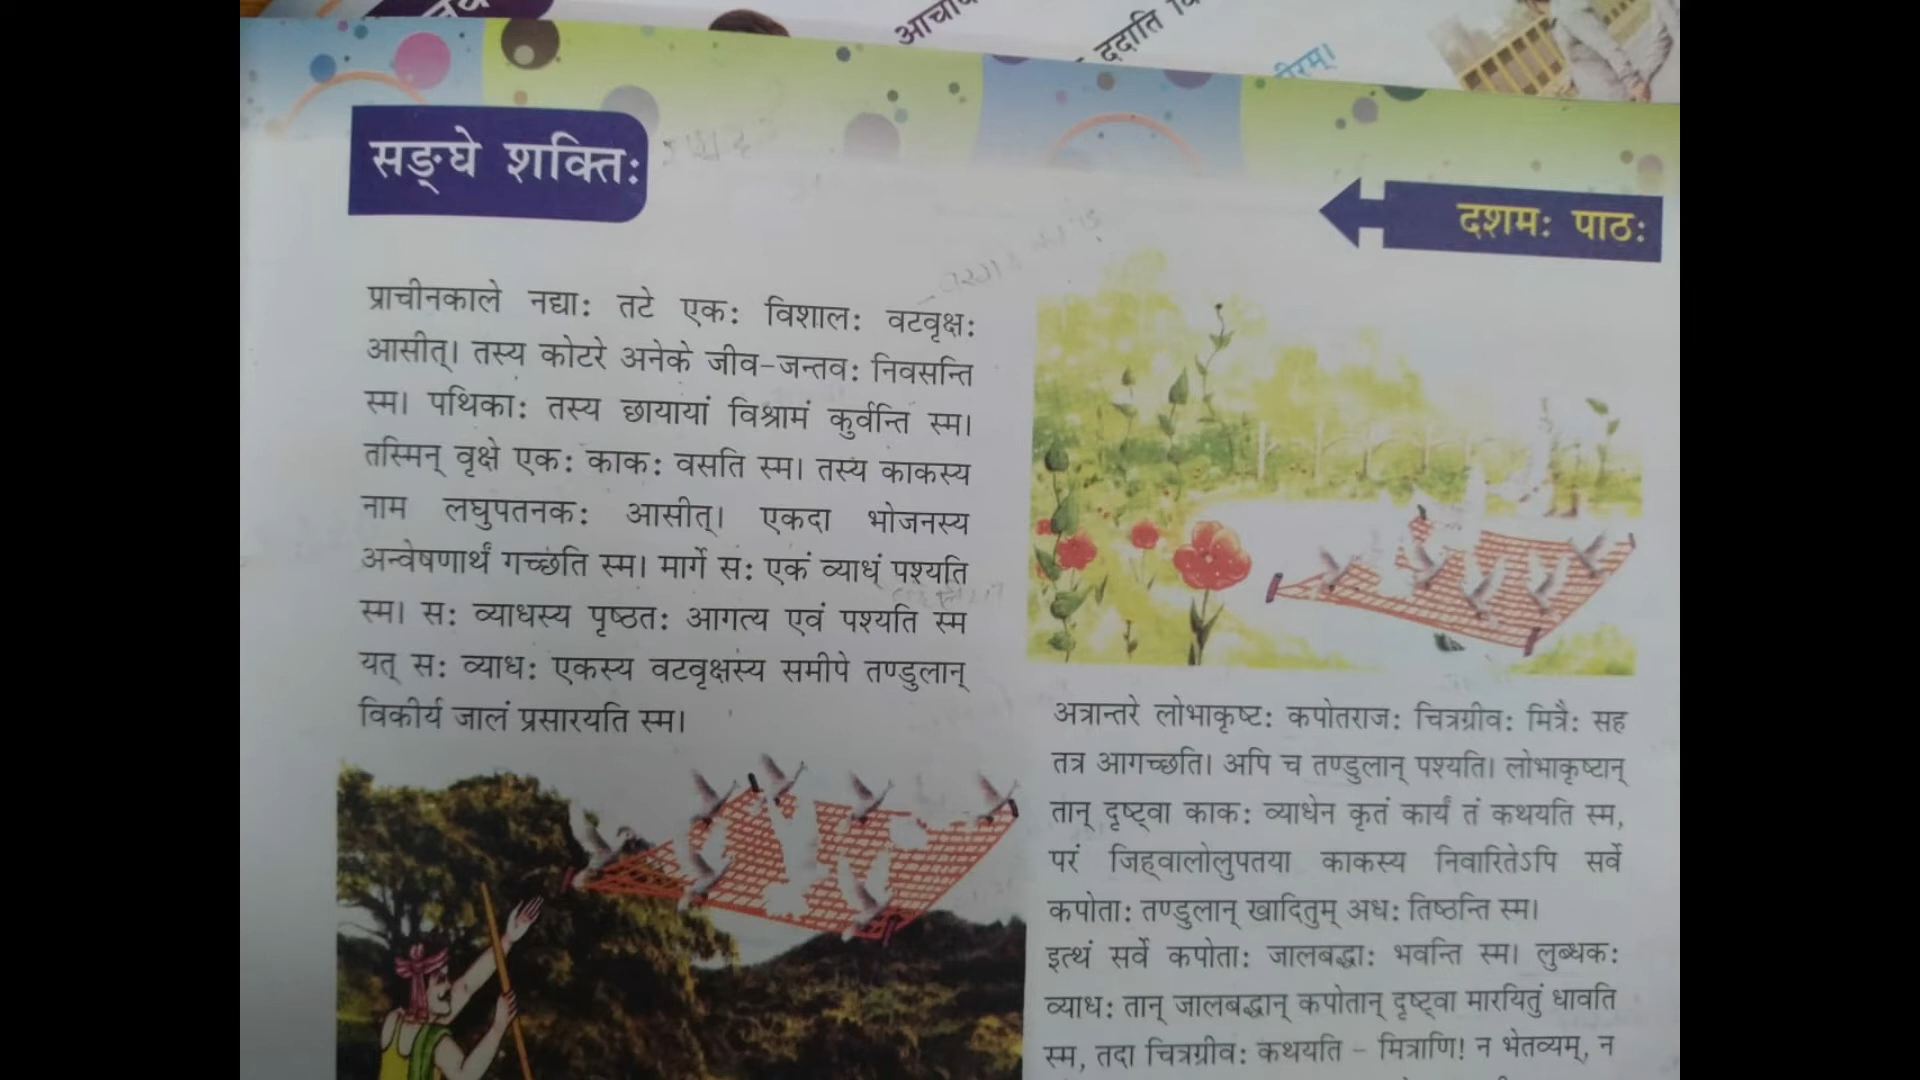 आचार
ददाति
सङ्घे शक्तिः
दशमः पाठः
प्राचीनकाले नद्याः तटे एकः विशालः वटवृक्षः
आसीत्। तस्य कोटरे अनेके जीव-जन्तवः निवसन्ति
स्म। पथिकाः तस्य छायायां विश्रामं कुर्वन्ति स्म।
तस्मिन् वृक्षे एकः काकः वसति स्म। तस्य काकस्य
नाम लघुपतनकः आसीत्। एकदा भोजनस्य
अन्वेषणार्थं गच्छति स्म। मार्गे सः एकं व्याध्ं पश्यति
स्म। सः व्याधस्य पृष्ठतः आगत्य एवं पश्यति स्म
यत् सः व्याधः एकस्य वटवृक्षस्य समीपे तण्डुलान्
विकीर्य जालं प्रसारयति स्म।
अत्रान्तरे लोभाकृष्टः कपोतराजः चित्रग्रीवः मित्रैः सह
तत्र आगच्छति। अपि च तण्डुलान् पश्यति। लोभाकृष्टान्
तान् दृष्ट्वा काकः व्याधेन कृतं कार्यं तं कथयति स्म,
परं जिह्वालोलुपतया काकस्य निवारितेऽपि सर्वे
कपोताः तण्डुलान् खादितुम् अधः तिष्ठन्ति स्म।
इत्थं सर्वे कपोताः जालबद्धाः भवन्ति स्म। लुब्धकः
व्याधः तान् जालबद्धान् कपोतान् दृष्ट्वा मारयितुं धावति
स्म, तदा चित्रग्रीवः कथयति – मित्राणि! न भेतव्यम्, न